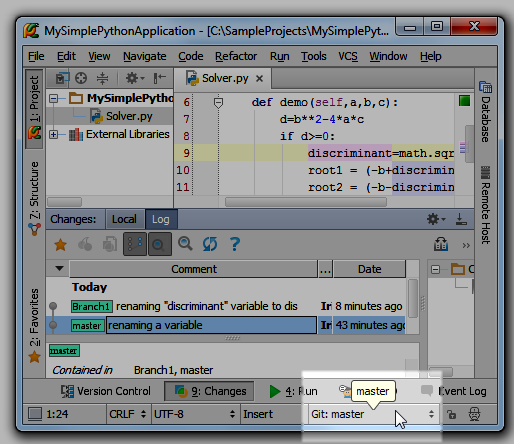 MySimplePythonApplication - [C:\SampleProjects\MySimplePyt
File Edit View Navigate Code Refactor Run Tools VCS Window Help
1: Project
7: Structure
2: Favorites
MySimplePytho
Solver.py
External Libraries
Solver.py
6 def demo(self,a,b,c):
7 d=b**2-4*a*c
8 if d>=0:
9 discriminant=math.sqr
10 root1 = (-b+discrimin
11 root2 = (-b-discrimin
Database
Remote Host
Changes: Local Log
Comment ... Date
Today
Branch1 renaming "discriminant" variable to dis 8 minutes ago
master renaming a variable 43 minutes ago
master
Contained in Branch1, master
Version Control 9: Changes 4: Run Event Log
master
1:24 CRLF UTF-8 Insert Git: master